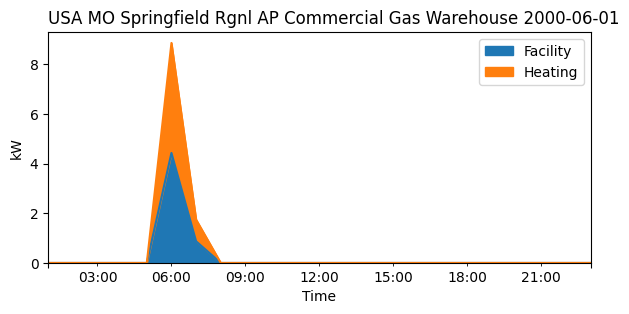 USA MO Springfield Rgnl AP Commercial Gas Warehouse 2000-06-01
Facility
Heating
8
6
4
2
0
kW
03:00 06:00 09:00 12:00 15:00 18:00 21:00
Time